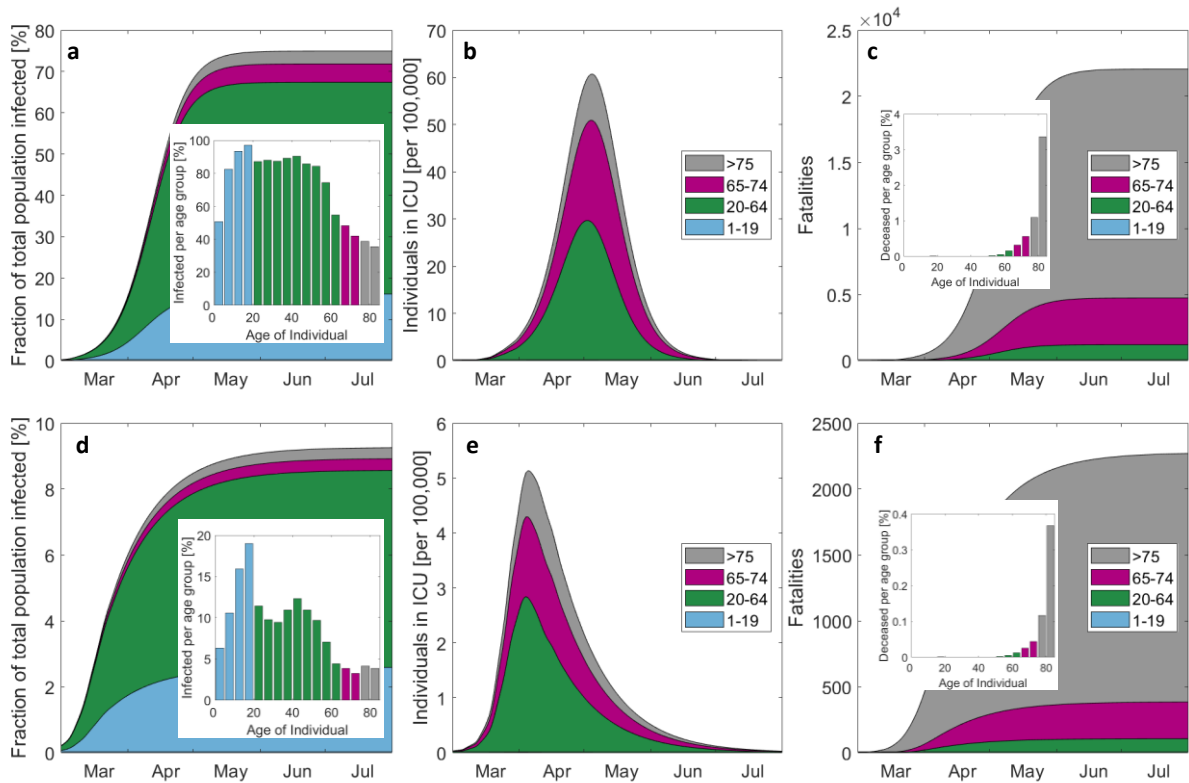 a
Fraction of total population infected [%]
80
70
60
50
40
30
20
10
0
Mar Apr May Jun Jul
Infected per age group [%]
100
80
60
40
20
0
0 20 40 60 80
Age of Individual
b
Individuals in ICU [per 100,000]
70
60
50
40
30
20
10
0
Mar Apr May Jun Jul
>75
65-74
20-64
1-19
c
×10⁴
Fatalities
2.5
2
1.5
1
0.5
0
Mar Apr May Jun Jul
Deceased per age group [%]
4
3
2
1
0
0 20 40 60 80
Age of Individual
>75
65-74
20-64
1-19
d
Fraction of total population infected [%]
10
8
6
4
2
0
Mar Apr May Jun Jul
Infected per age group [%]
20
15
10
5
0
0 20 40 60 80
Age of Individual
e
Individuals in ICU [per 100,000]
6
5
4
3
2
1
0
Mar Apr May Jun Jul
>75
65-74
20-64
1-19
f
Fatalities
2500
2000
1500
1000
500
0
Mar Apr May Jun Jul
Deceased per age group [%]
0.4
0.3
0.2
0.1
0
0 20 40 60 80
Age of Individual
>75
65-74
20-64
1-19